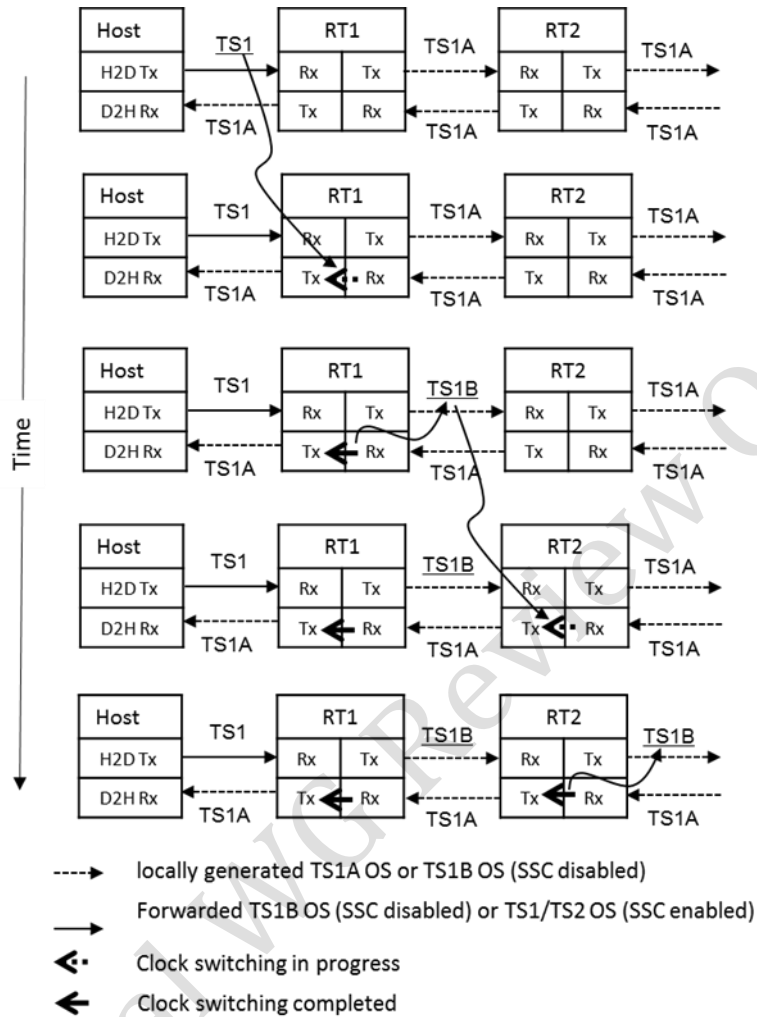 Host TS1 RT1 TS1A RT2 TS1A
H2D Tx Rx Tx Rx Tx
D2H Rx Tx Rx Tx Rx
TS1A TS1A TS1A
Host TS1 RT1 TS1A RT2 TS1A
H2D Tx Rx Tx Rx Tx
D2H Rx Tx Rx Tx Rx
TS1A TS1A TS1A
Host TS1 RT1 TS1B RT2 TS1A
H2D Tx Rx Tx Rx Tx
D2H Rx Tx Rx Tx Rx
TS1A TS1A TS1A
Host TS1 RT1 TS1B RT2 TS1A
H2D Tx Rx Tx Rx Tx
D2H Rx Tx Rx Tx Rx
TS1A TS1A TS1A
Host TS1 RT1 TS1B RT2 TS1B
H2D Tx Rx Tx Rx Tx
D2H Rx Tx Rx Tx Rx
TS1A TS1A TS1A
Time
locally generated TS1A OS or TS1B OS (SSC disabled)
Forwarded TS1B OS (SSC disabled) or TS1/TS2 OS (SSC enabled)
Clock switching in progress
Clock switching completed
WG Review